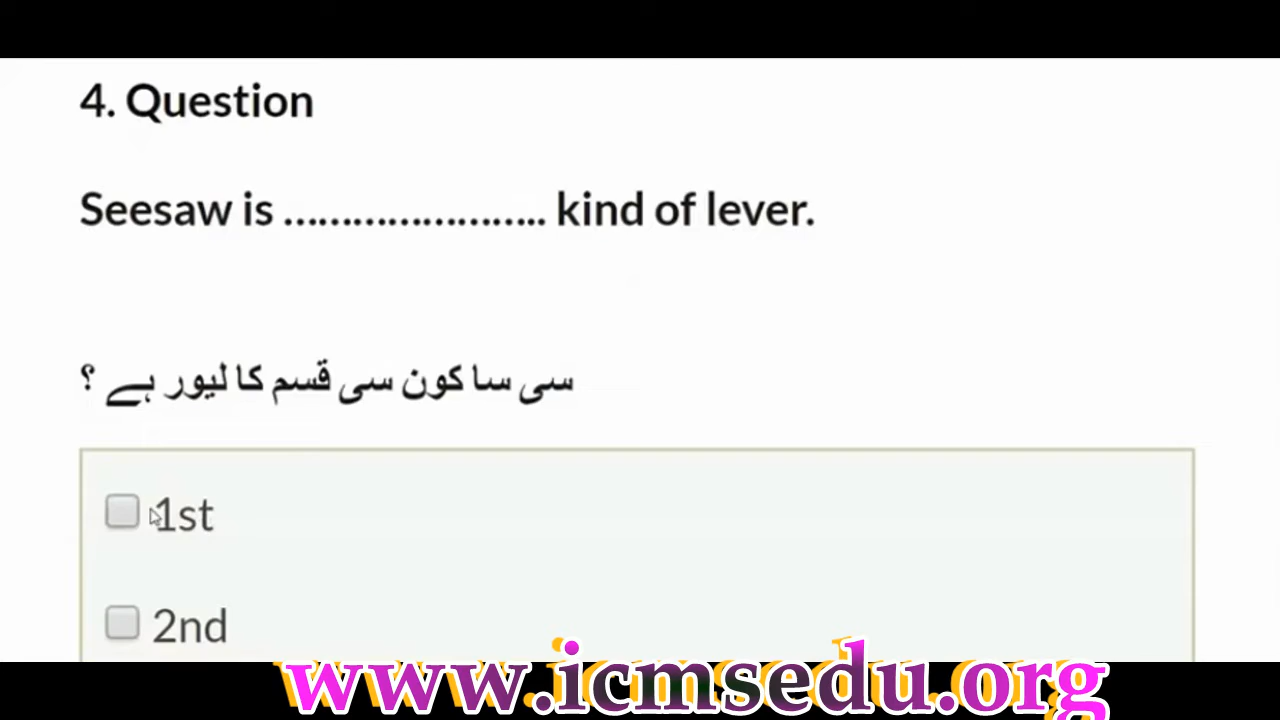 4. Question
Seesaw is …………………….. kind of lever.
سی سا کون سی قسم کا لیور ہے ؟
1st
2nd
www.icmsedu.org